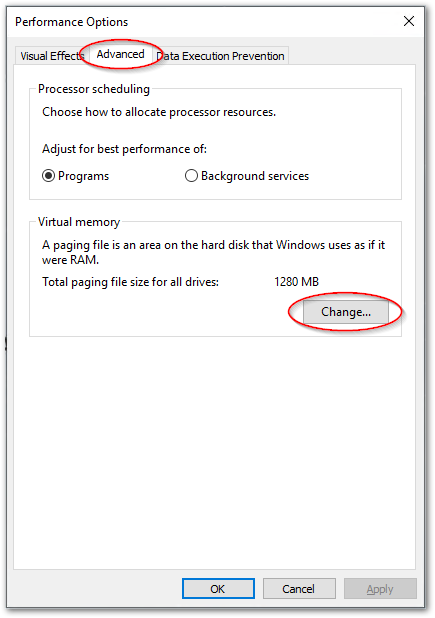 Performance Options
Visual Effects
Advanced
Data Execution Prevention
Processor scheduling
Choose how to allocate processor resources.
Adjust for best performance of:
Programs
Background services
Virtual memory
A paging file is an area on the hard disk that Windows uses as if it
were RAM.
Total paging file size for all drives:
1280 MB
Change...
OK
Cancel
Apply